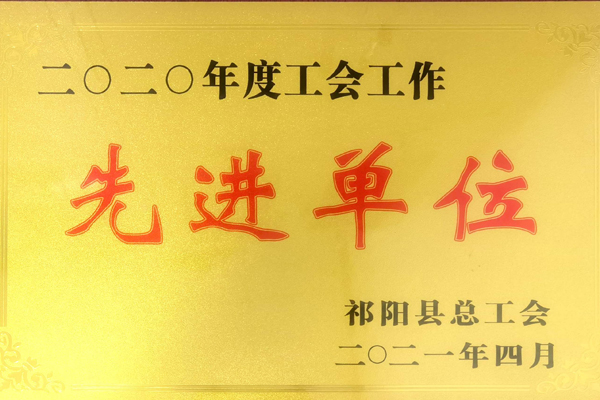 二〇二〇年度工会工作
先进单位
祁阳县总工会
二〇二一年四月